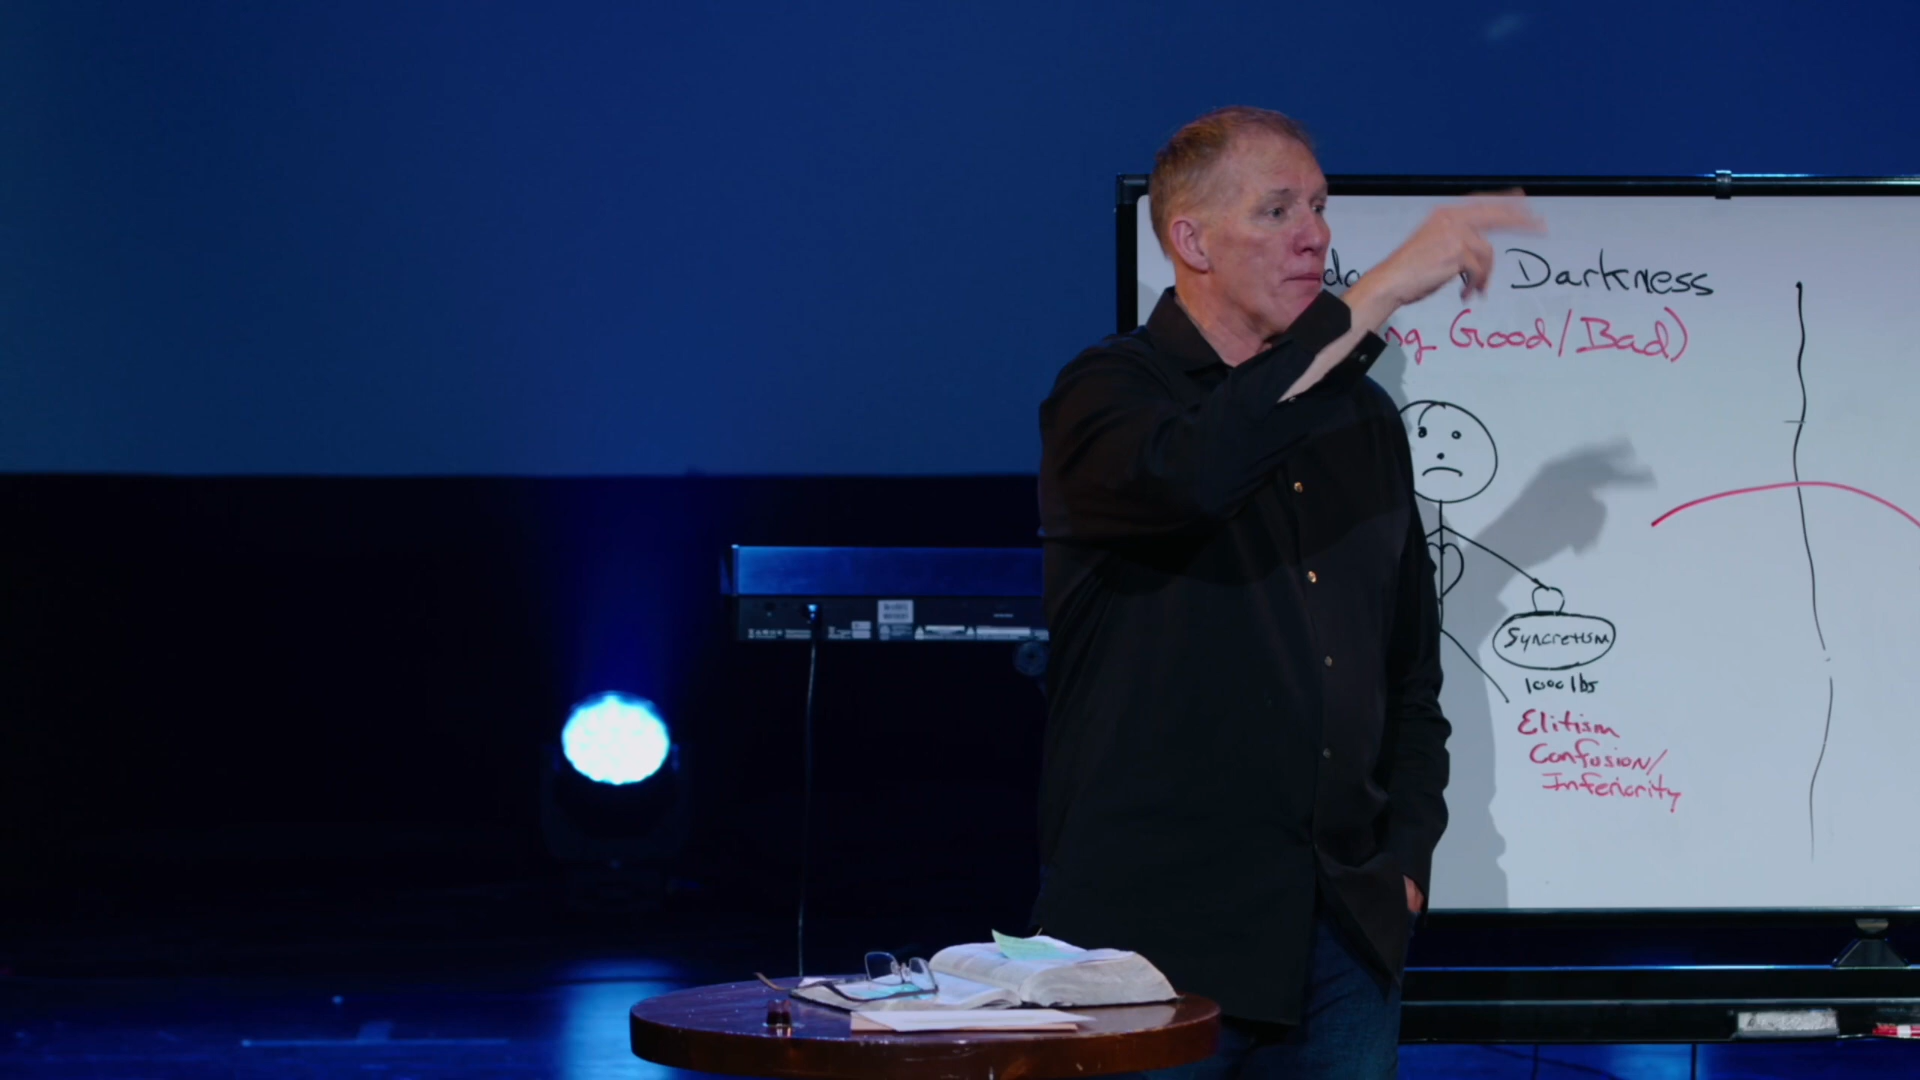 Darkness
Good/Bad)
Syncretism
1000 lbs
Elitism
Confusion/
Inferiority